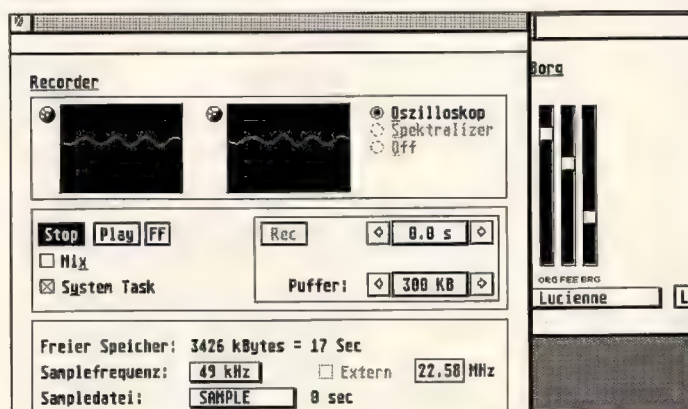 Recorder
Oszilloskop
Spektralizer
Off
Stop Play FF
Mix
System Task
Rec 0.0 s
Puffer: 300 KB
Freier Speicher: 3426 kBytes = 17 Sec
Samplefrequenz: 49 kHz Extern 22.58 MHz
Sampledatei: SAMPLE 0 sec
Borg
ORG FEE BRG
Lucienne
L